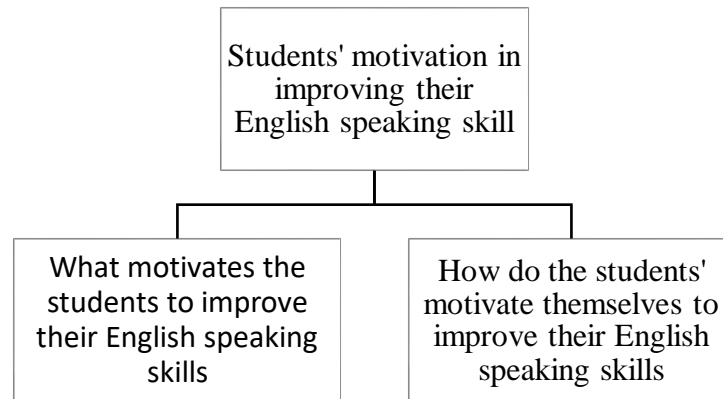 Students' motivation in
improving their
English speaking skill
What motivates the
students to improve
their English speaking
skills
How do the students'
motivate themselves to
improve their English
speaking skills